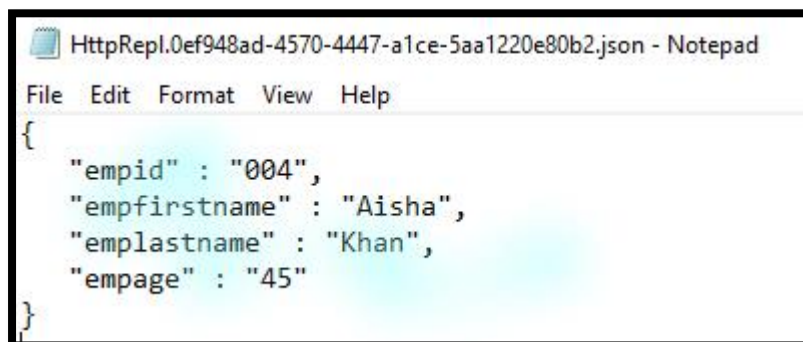 HttpRepl.0ef948ad-4570-4447-a1ce-5aa1220e80b2.json - Notepad
File Edit Format View Help
{
"empid" : "004",
"empfirstname" : "Aisha",
"emplastname" : "Khan",
"empage" : "45"
}